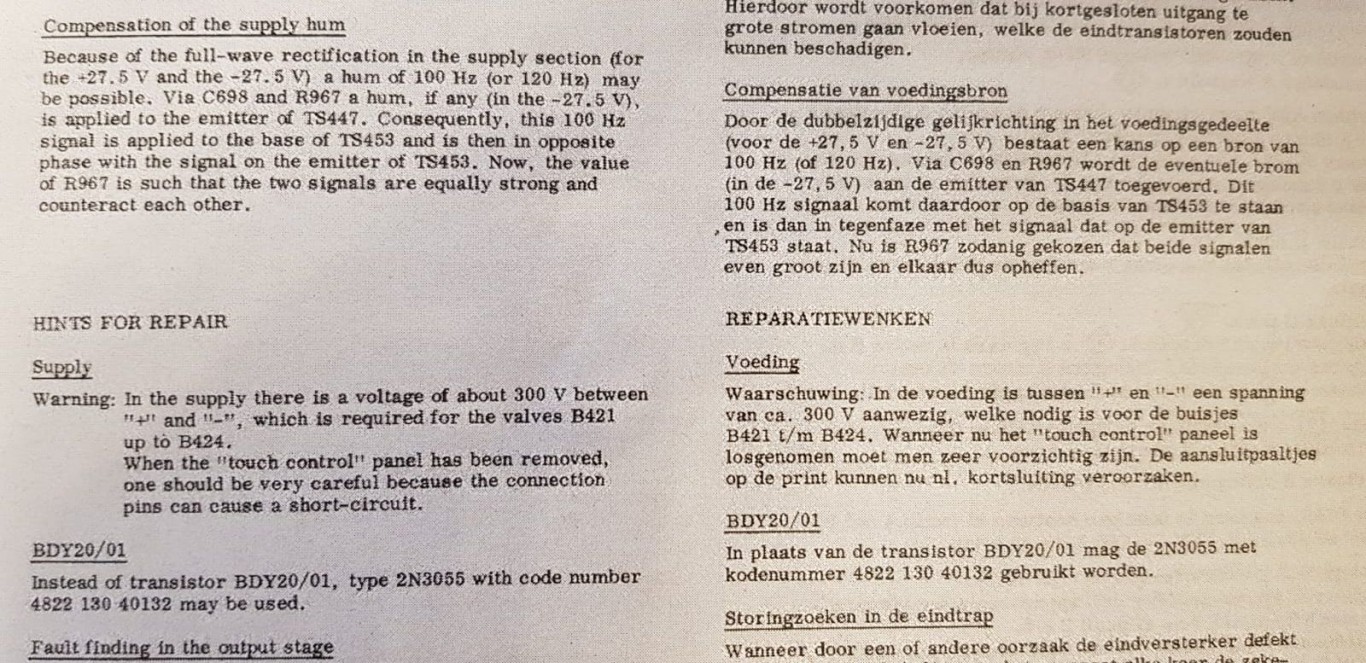 Compensation of the supply hum
Because of the full-wave rectification in the supply section (for
the +27.5 V and the -27.5 V) a hum of 100 Hz (or 120 Hz) may
be possible. Via C698 and R967 a hum, if any (in the -27.5 V),
is applied to the emitter of TS447. Consequently, this 100 Hz
signal is applied to the base of TS453 and is then in opposite
phase with the signal on the emitter of TS453. Now, the value
of R967 is such that the two signals are equally strong and
counteract each other.
HINTS FOR REPAIR
Supply
Warning: In the supply there is a voltage of about 300 V between
"+" and "-", which is required for the valves B421
up to B424.
When the "touch control" panel has been removed,
one should be very careful because the connection
pins can cause a short-circuit.
BDY20/01
Instead of transistor BDY20/01, type 2N3055 with code number
4822 130 40132 may be used.
Fault finding in the output stage
Hierdoor wordt voorkomen dat bij kortgesloten uitgang te
grote stromen gaan vloeien, welke de eindtransistoren zouden
kunnen beschadigen.
Compensatie van voedingsbron
Door de dubbelzijdige gelijkrichting in het voedingsgedeelte
(voor de +27,5 V en -27,5 V) bestaat een kans op een bron van
100 Hz (of 120 Hz). Via C698 en R967 wordt de eventuele brom
(in de -27,5 V) aan de emitter van TS447 toegevoerd. Dit
100 Hz signaal komt daardoor op de basis van TS453 te staan
en is dan in tegenfaze met het signaal dat op de emitter van
TS453 staat. Nu is R967 zodanig gekozen dat beide signalen
even groot zijn en elkaar dus opheffen.
REPARATIEWENKEN
Voeding
Waarschuwing: In de voeding is tussen "+" en "-" een spanning
van ca. 300 V aanwezig, welke nodig is voor de buisjes
B421 t/m B424. Wanneer nu het "touch control" paneel is
losgenomen moet men zeer voorzichtig zijn. De aansluitpaaltjes
op de print kunnen nu nl. kortsluiting veroorzaken.
BDY20/01
In plaats van de transistor BDY20/01 mag de 2N3055 met
kodenummer 4822 130 40132 gebruikt worden.
Storingzoeken in de eindtrap
Wanneer door een of andere oorzaak de eindversterker defekt